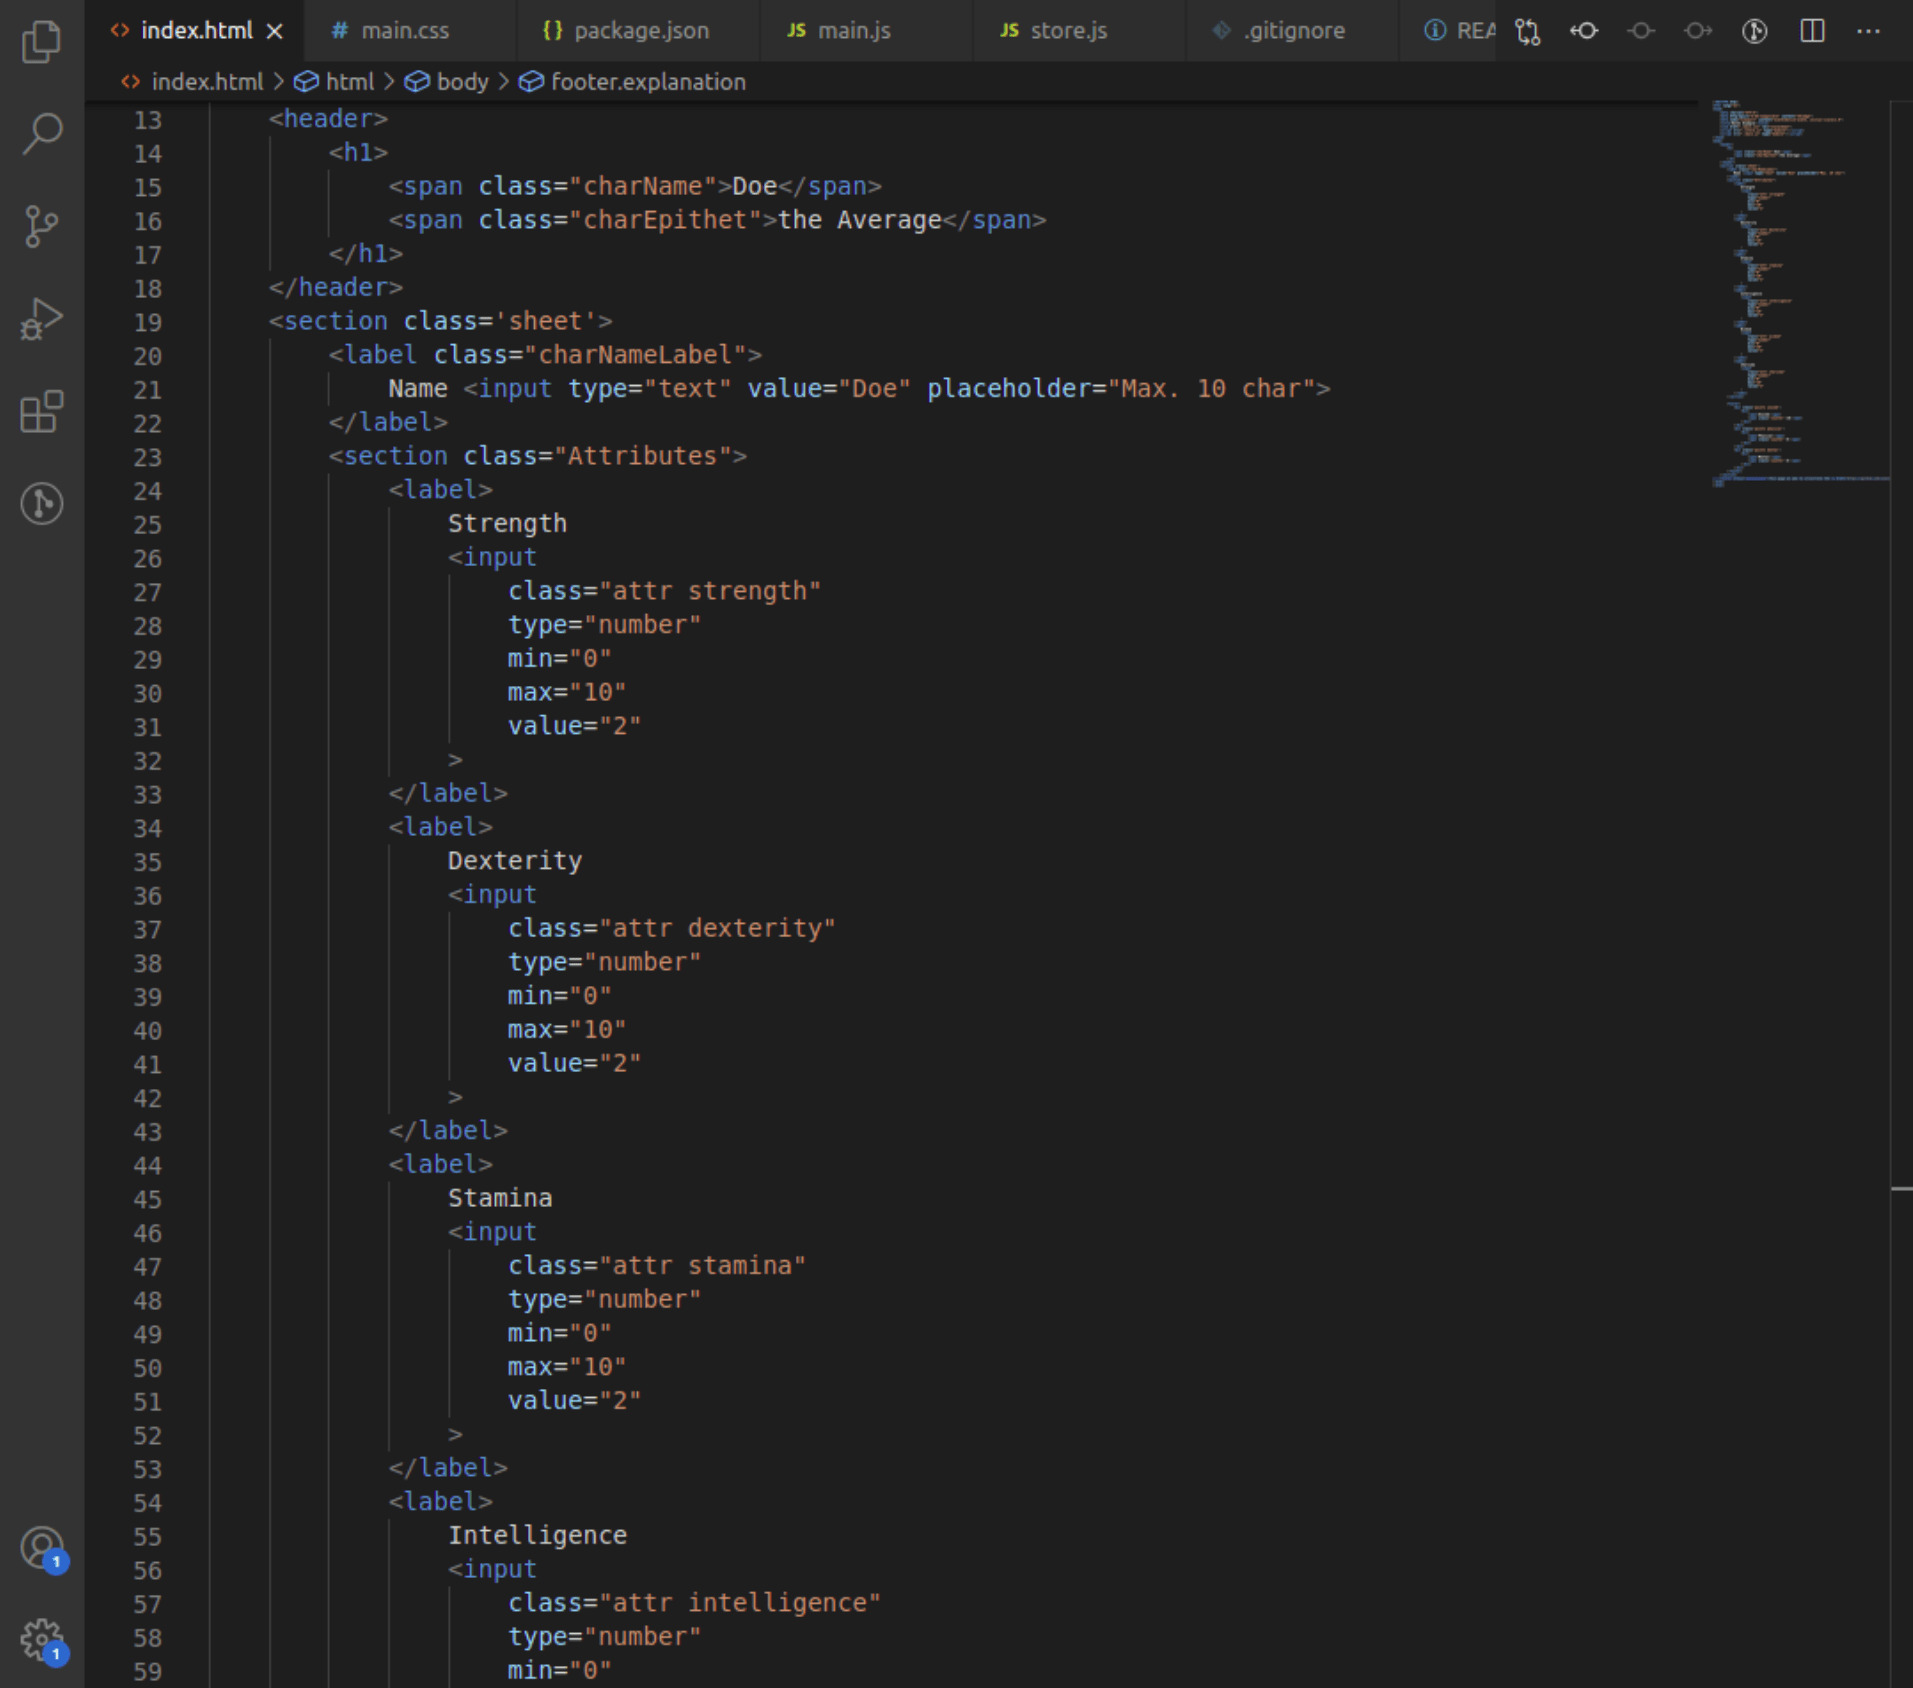 index.html main.css package.json main.js store.js .gitignore REA
index.html > html > body > footer.explanation
13 <header>
14 <h1>
15 <span class="charName">Doe</span>
16 <span class="charEpithet">the Average</span>
17 </h1>
18 </header>
19 <section class='sheet'>
20 <label class="charNameLabel">
21 Name <input type="text" value="Doe" placeholder="Max. 10 char">
22 </label>
23 <section class="Attributes">
24 <label>
25 Strength
26 <input
27 class="attr strength"
28 type="number"
29 min="0"
30 max="10"
31 value="2"
32 >
33 </label>
34 <label>
35 Dexterity
36 <input
37 class="attr dexterity"
38 type="number"
39 min="0"
40 max="10"
41 value="2"
42 >
43 </label>
44 <label>
45 Stamina
46 <input
47 class="attr stamina"
48 type="number"
49 min="0"
50 max="10"
51 value="2"
52 >
53 </label>
54 <label>
55 Intelligence
56 <input
57 class="attr intelligence"
58 type="number"
59 min="0"
1
1